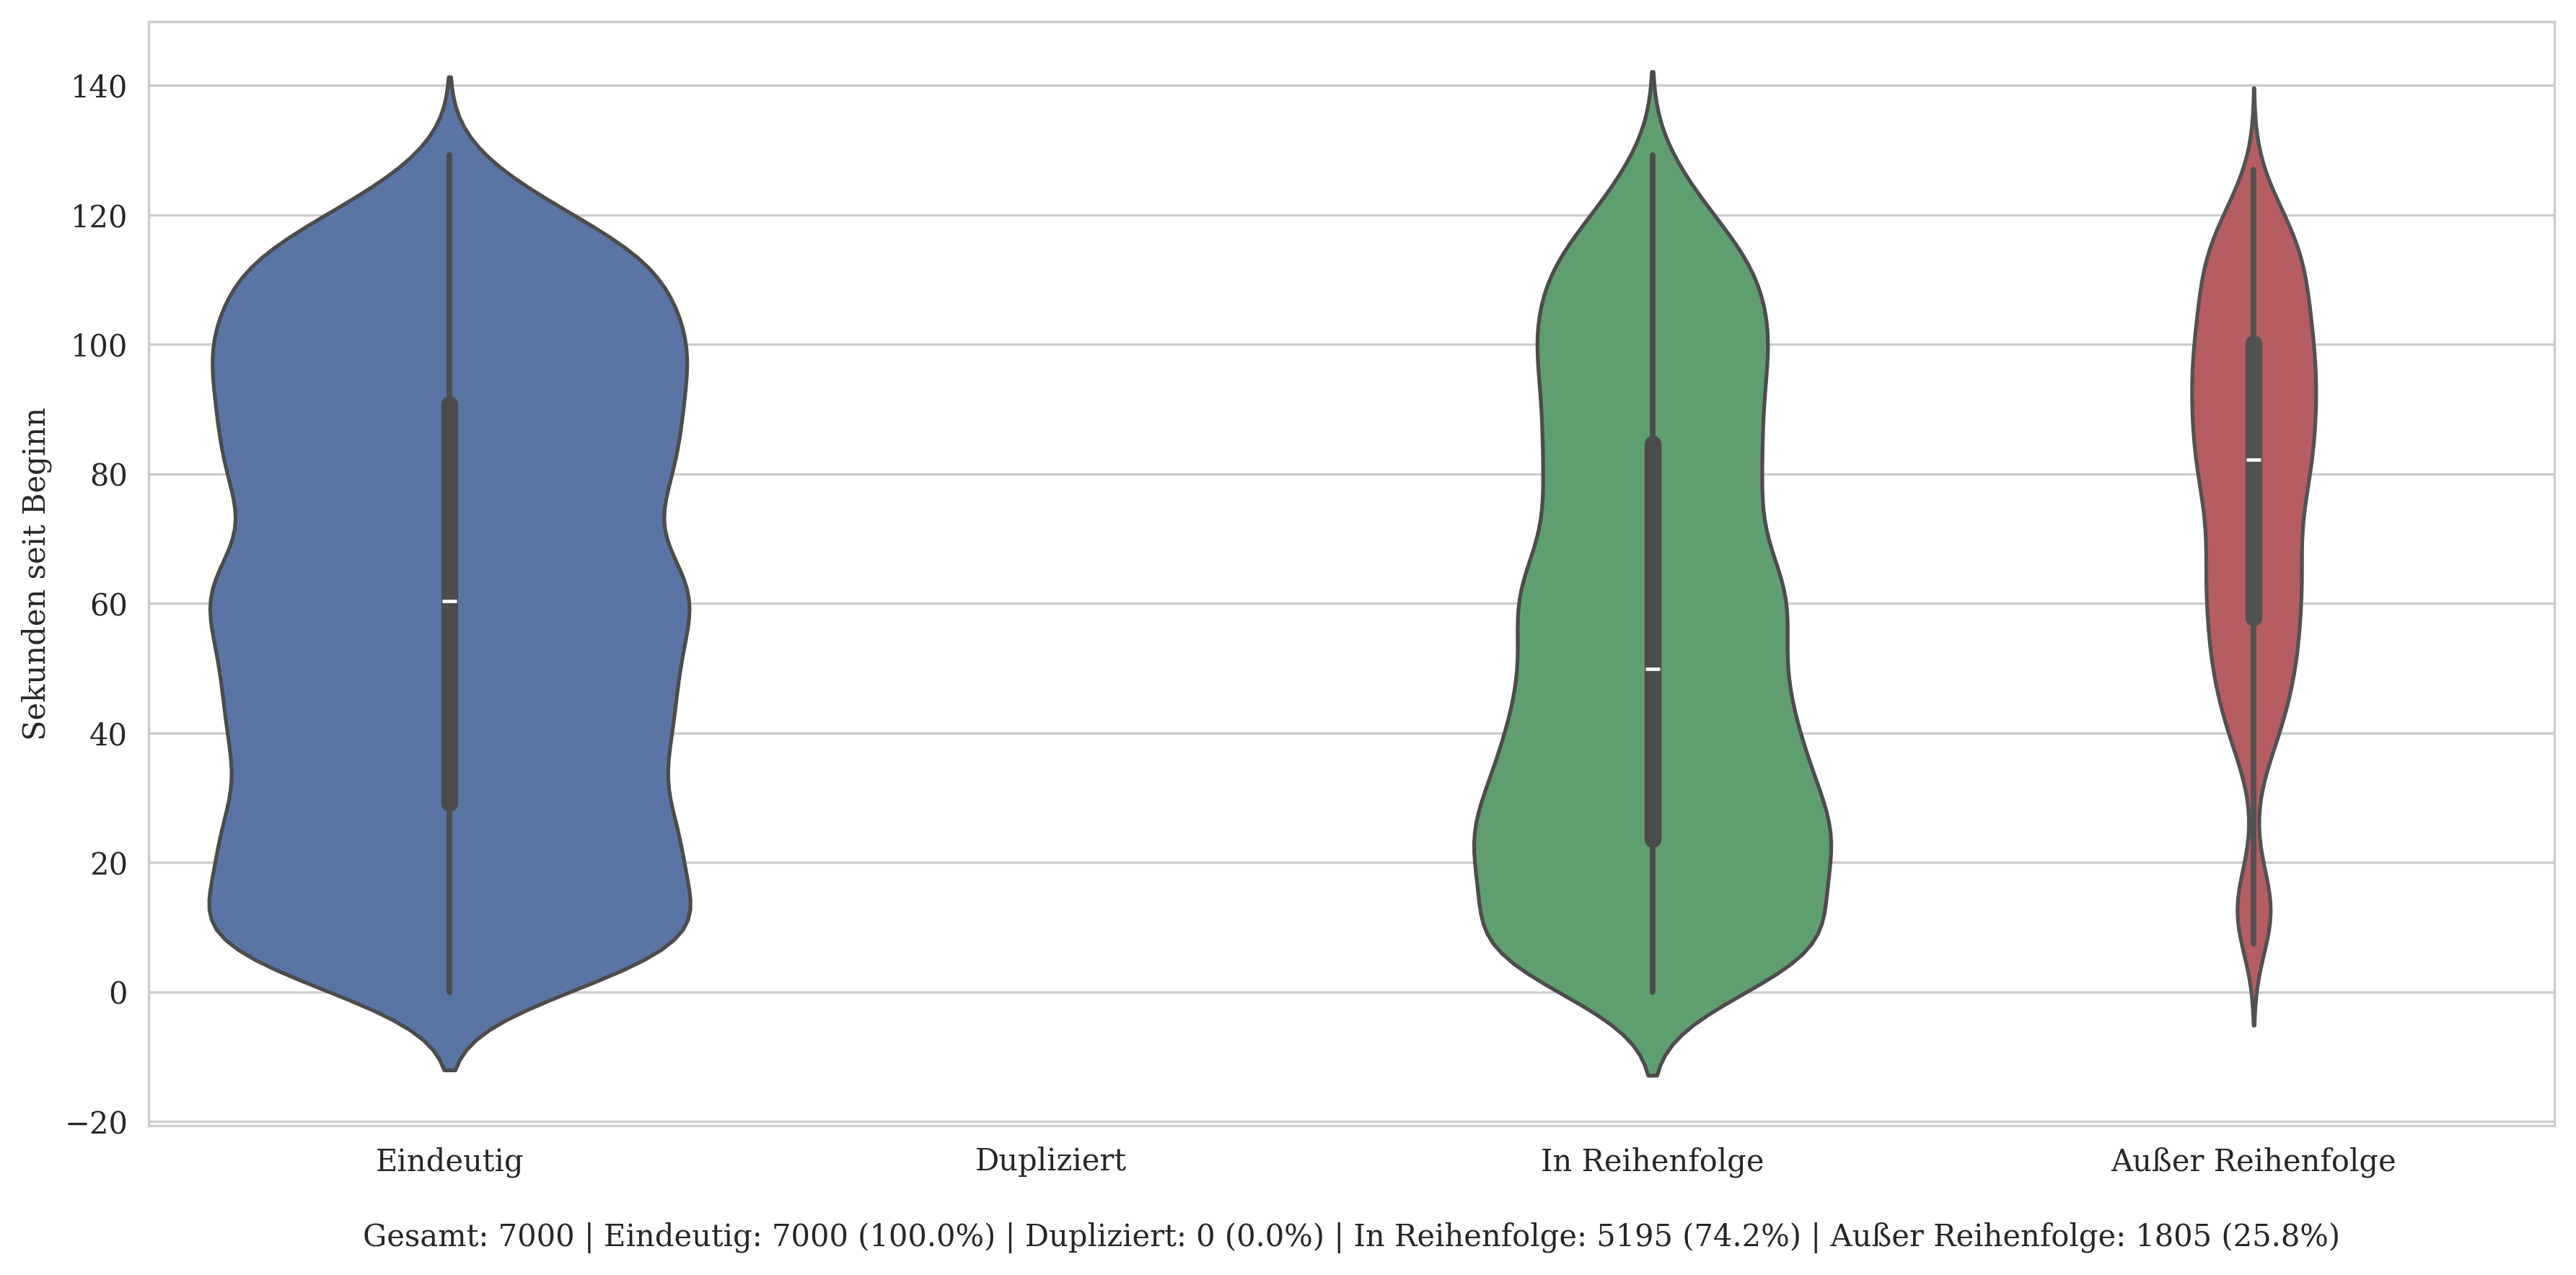 Sekunden seit Beginn
140
120
100
80
60
40
20
0
−20
Eindeutig
Dupliziert
In Reihenfolge
Außer Reihenfolge
Gesamt: 7000 | Eindeutig: 7000 (100.0%) | Dupliziert: 0 (0.0%) | In Reihenfolge: 5195 (74.2%) | Außer Reihenfolge: 1805 (25.8%)